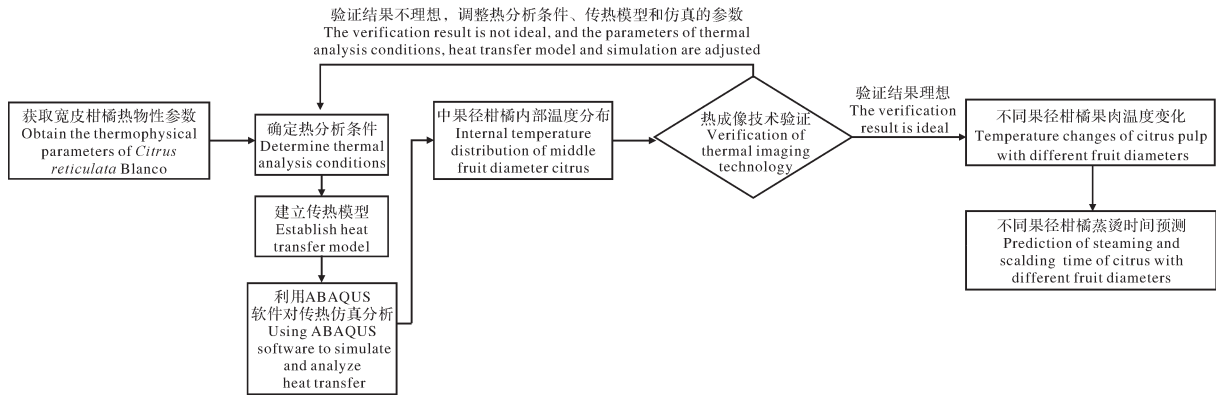 验证结果不理想，调整热分析条件、传热模型和仿真的参数
The verification result is not ideal, and the parameters of thermal
analysis conditions, heat transfer model and simulation are adjusted
获取宽皮柑橘热物性参数
Obtain the thermophysical
parameters of Citrus
reticulata Blanco
确定热分析条件
Determine thermal
analysis conditions
建立传热模型
Establish heat
transfer model
利用ABAQUS
软件对传热仿真分析
Using ABAQUS
software to simulate
and analyze
heat transfer
中果径柑橘内部温度分布
Internal temperature
distribution of middle
fruit diameter citrus
热成像技术验证
Verification of
thermal imaging
technology
验证结果理想
The verification
result is ideal
不同果径柑橘果肉温度变化
Temperature changes of citrus pulp
with different fruit diameters
不同果径柑橘蒸烫时间预测
Prediction of steaming and
scalding time of citrus with
different fruit diameters